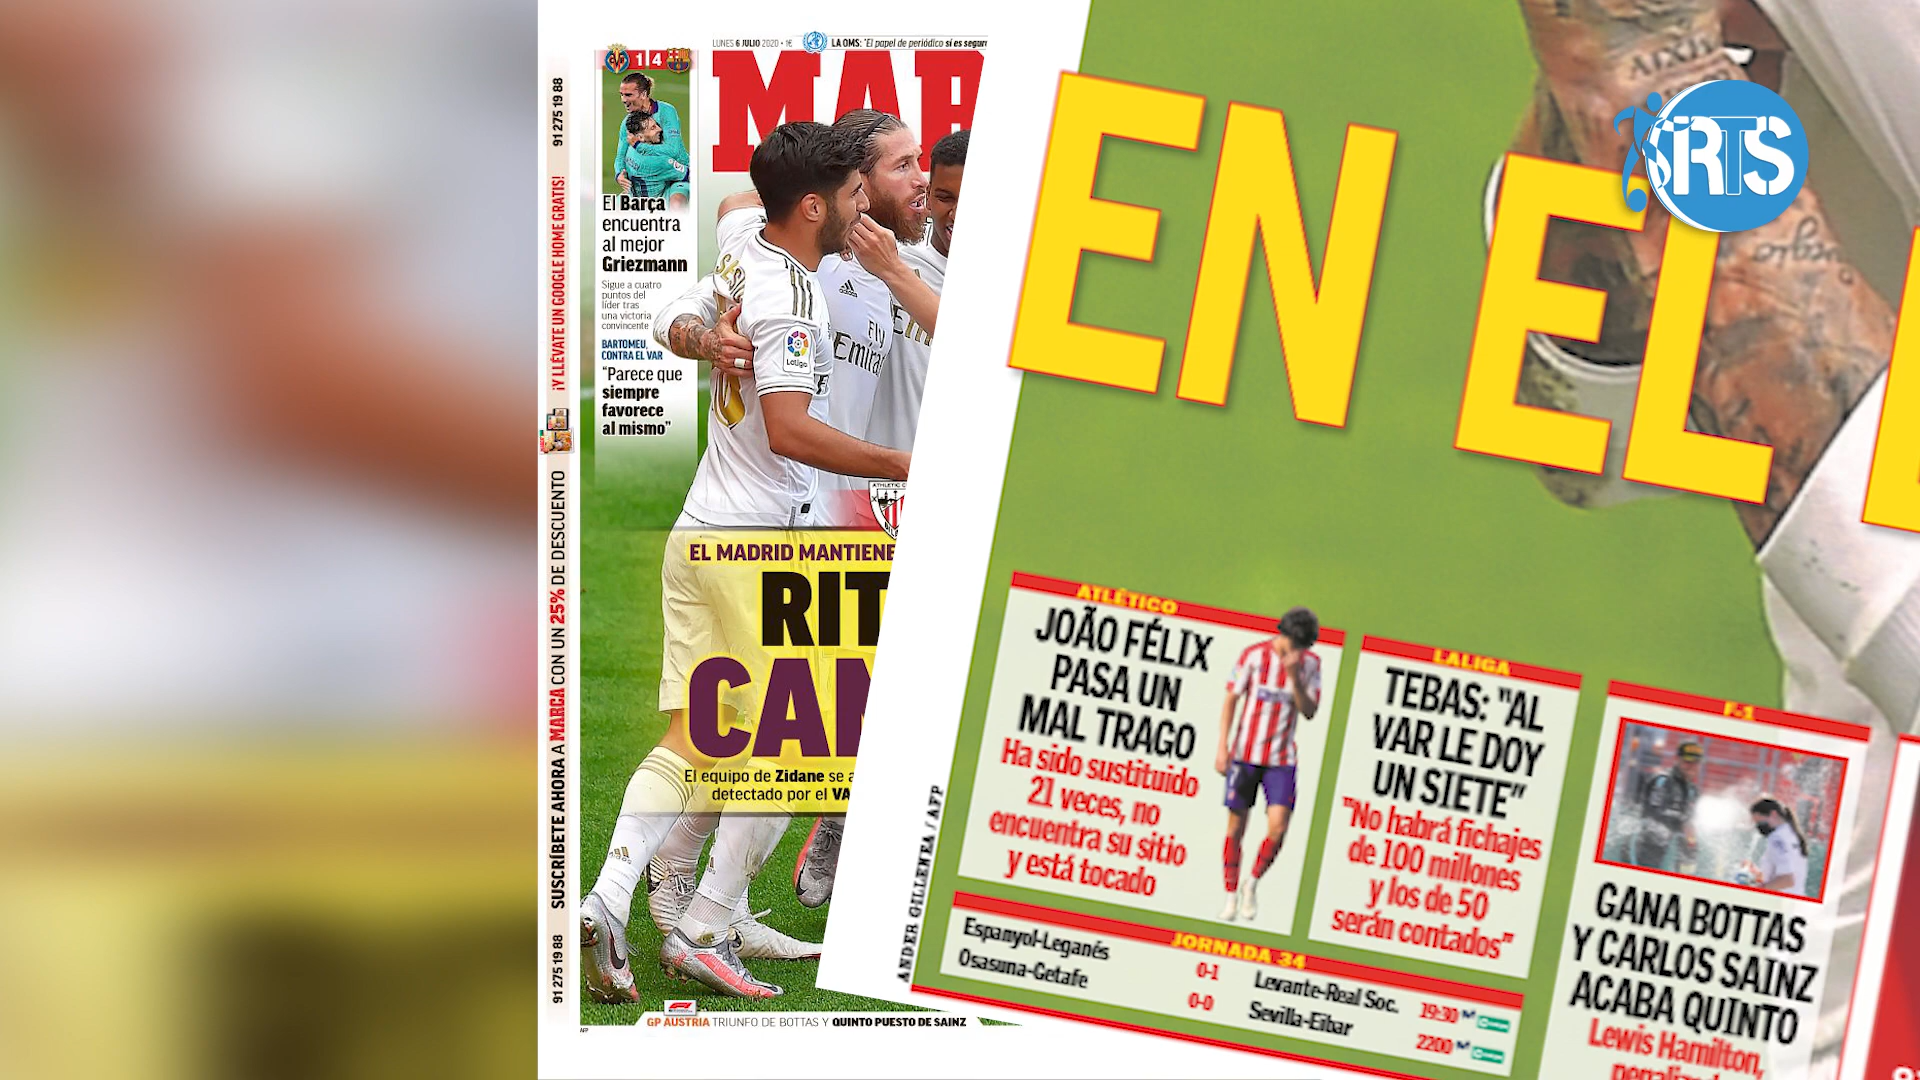 LUNES 6 JULIO 2020 • 1€
LA OMS: "El papel de periódico sí es segur
MAR
1 4
El Barça
encuentra
al mejor
Griezmann
Sigue a cuatro
puntos del
líder tras
una victoria
convincente
BARTOMEU,
CONTRA EL VAR
"Parece que
siempre
favorece
al mismo"
91 275 19 88
¡Y LLÉVATE UN GOOGLE HOME GRATIS!
SUSCRÍBETE AHORA A MARCA CON UN 25% DE DESCUENTO
91 275 19 88
Fly
Emira
LaLiga
EL MADRID MANTIENE
RIT
CAN
El equipo de Zidane se a
detectado por el VA
GP AUSTRIA TRIUNFO DE BOTTAS Y QUINTO PUESTO DE SAINZ
AFP
EN EL
RTS
ATLÉTICO
JOÃO FÉLIX
PASA UN
MAL TRAGO
Ha sido sustituido
21 veces, no
encuentra su sitio
y está tocado
LALIGA
TEBAS: "AL
VAR LE DOY
UN SIETE"
"No habrá fichajes
de 100 millones
y los de 50
serán contados"
F-1
GANA BOTTAS
Y CARLOS SAINZ
ACABA QUINTO
Lewis Hamilton,
ANDER GILLENEA / AFP
JORNADA 34
Espanyol-Leganés 0-1
Osasuna-Getafe 0-0
Levante-Real Soc. 19:30
Sevilla-Eibar 2200